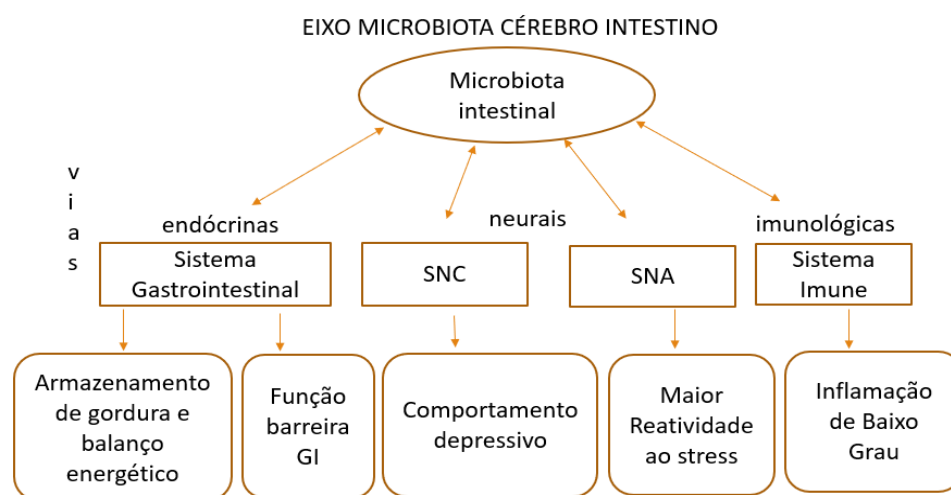 EIXO MICROBIOTA CÉREBRO INTESTINO
Microbiota
intestinal
v
i
a
s
endócrinas
neurais
imunológicas
Sistema
Gastrointestinal
SNC
SNA
Sistema
Imune
Armazenamento
de gordura e
balanço
energético
Função
barreira
GI
Comportamento
depressivo
Maior
Reatividade
ao stress
Inflamação
de Baixo
Grau